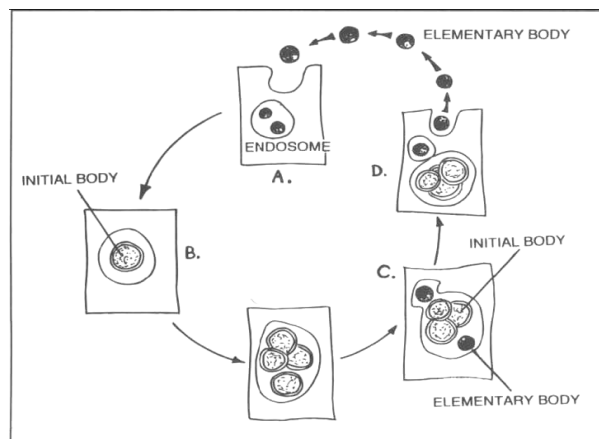 ELEMENTARY BODY
ENDOSOME
A.
D.
INITIAL BODY
B.
INITIAL BODY
C.
ELEMENTARY BODY